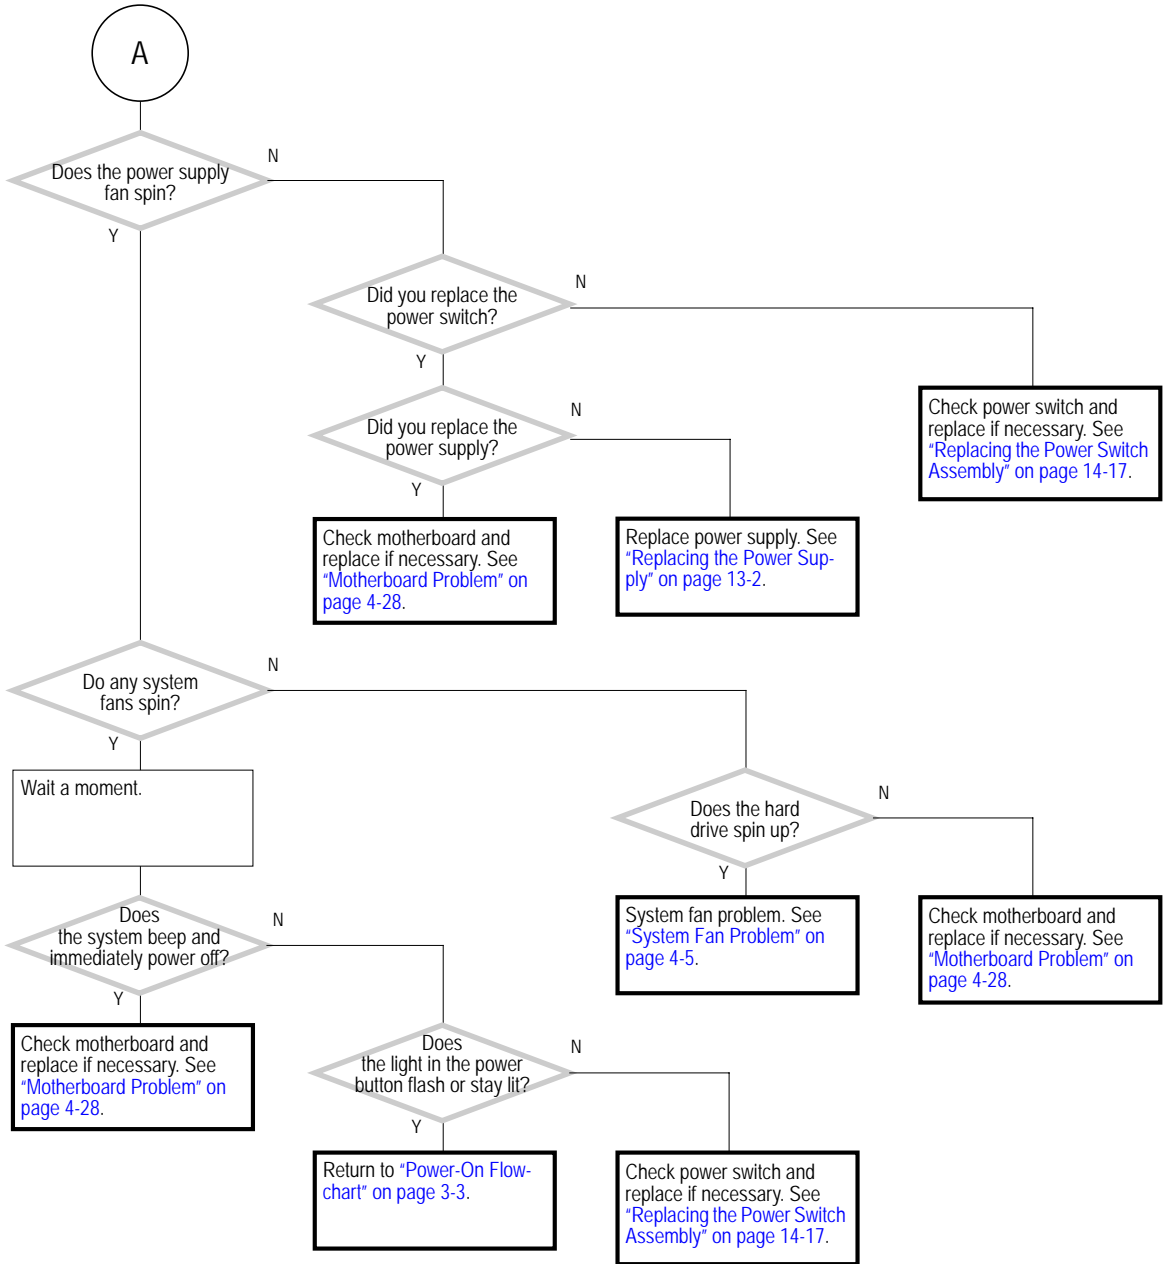 A
Does the power supply
fan spin?
N
Y
Did you replace the
power switch?
N
Y
Check power switch and
replace if necessary. See
"Replacing the Power Switch
Assembly" on page 14-17.
Did you replace the
power supply?
N
Y
Check motherboard and
replace if necessary. See
"Motherboard Problem" on
page 4-28.
Replace power supply. See
"Replacing the Power Sup-
ply" on page 13-2.
Do any system
fans spin?
N
Y
Wait a moment.
Does the hard
drive spin up?
N
Y
System fan problem. See
"System Fan Problem" on
page 4-5.
Check motherboard and
replace if necessary. See
"Motherboard Problem" on
page 4-28.
Does
the system beep and
immediately power off?
N
Y
Check motherboard and
replace if necessary. See
"Motherboard Problem" on
page 4-28.
Does
the light in the power
button flash or stay lit?
N
Y
Return to "Power-On Flow-
chart" on page 3-3.
Check power switch and
replace if necessary. See
"Replacing the Power Switch
Assembly" on page 14-17.